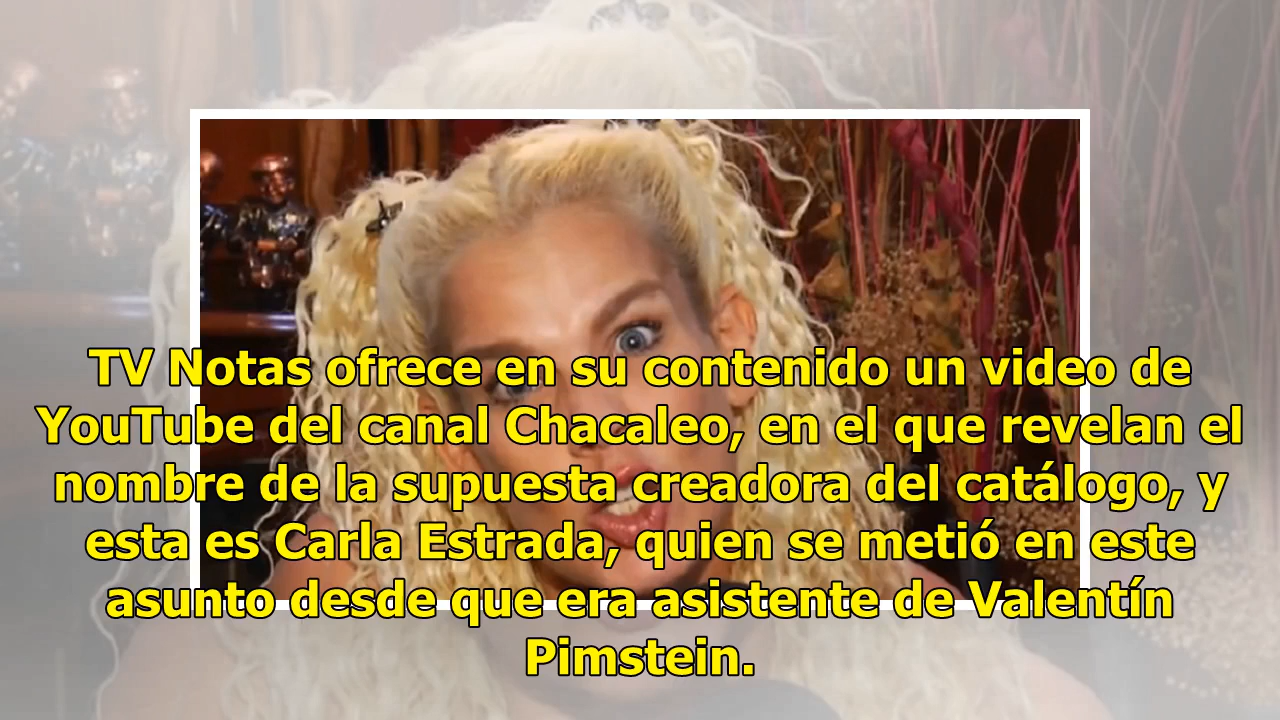 TV Notas ofrece en su contenido un video de
YouTube del canal Chacaleo, en el que revelan el
nombre de la supuesta creadora del catálogo, y
esta es Carla Estrada, quien se metió en este
asunto desde que era asistente de Valentín
Pimstein.